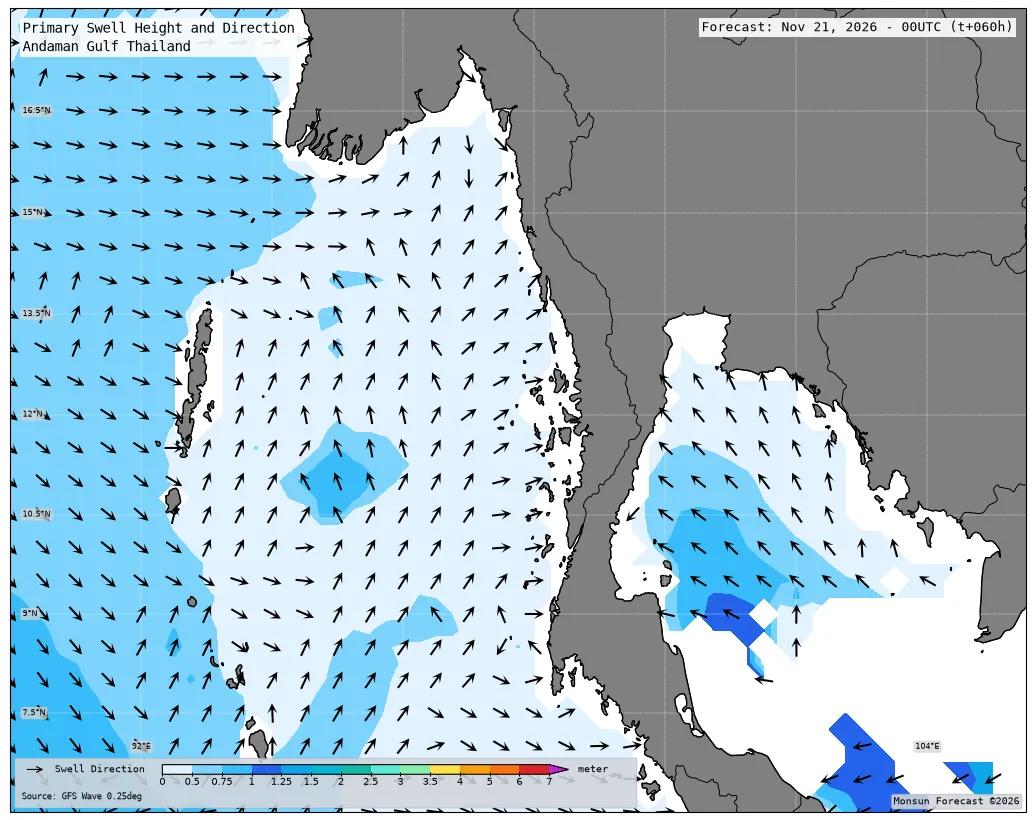 Primary Swell Height and Direction
Andaman Gulf Thailand
Forecast: Nov 21, 2026 - 00UTC (t+060h)
16.5°N
15°N
13.5°N
12°N
10.5°N
9°N
7.5°N
92°E
104°E
Swell Direction
meter
0 0.5 0.75 1 1.25 1.5 2 2.5 3 3.5 4 5 6 7
Source: GFS Wave 0.25deg
Monsun Forecast ©2026